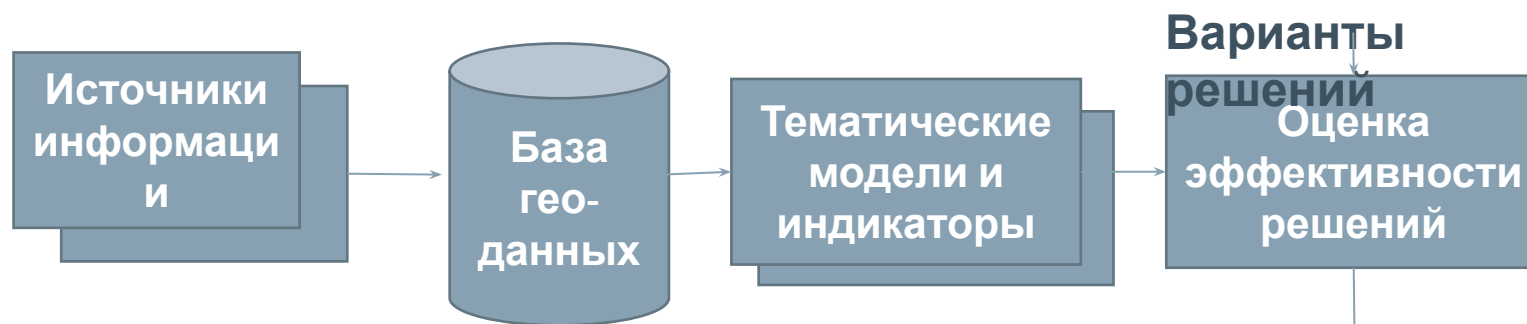 Источники
информаци
и
База
гео-
данных
Тематические
модели и
индикаторы
Варианты
решений
Оценка
эффективности
решений